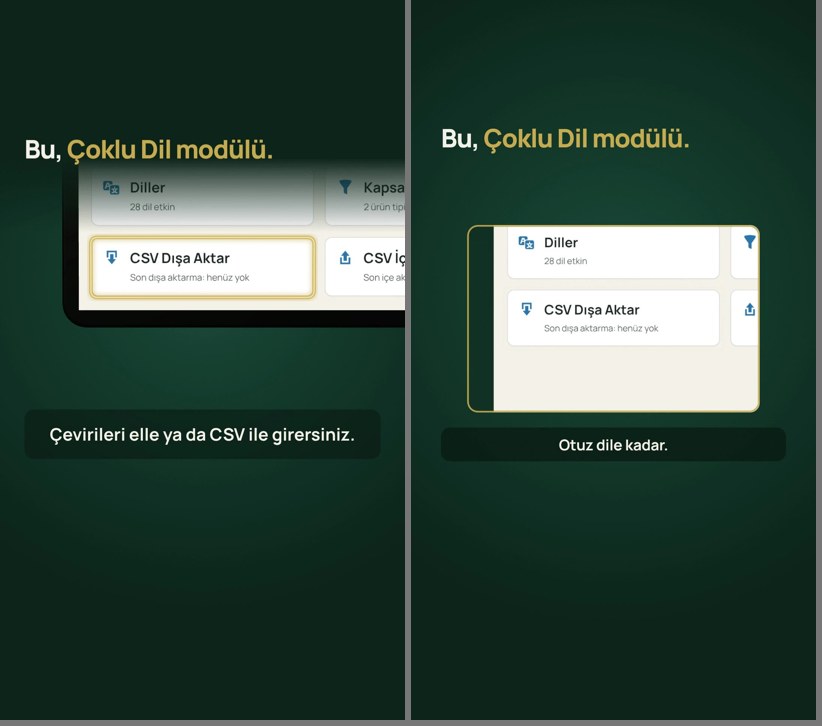 Bu, Çoklu Dil modülü.
Diller
28 dil etkin
Kapsa
2 ürün tipi
CSV Dışa Aktar
Son dışa aktarma: henüz yok
CSV İç
Son içe ak
Çevirileri elle ya da CSV ile girersiniz.
Bu, Çoklu Dil modülü.
Diller
28 dil etkin
CSV Dışa Aktar
Son dışa aktarma: henüz yok
Otuz dile kadar.